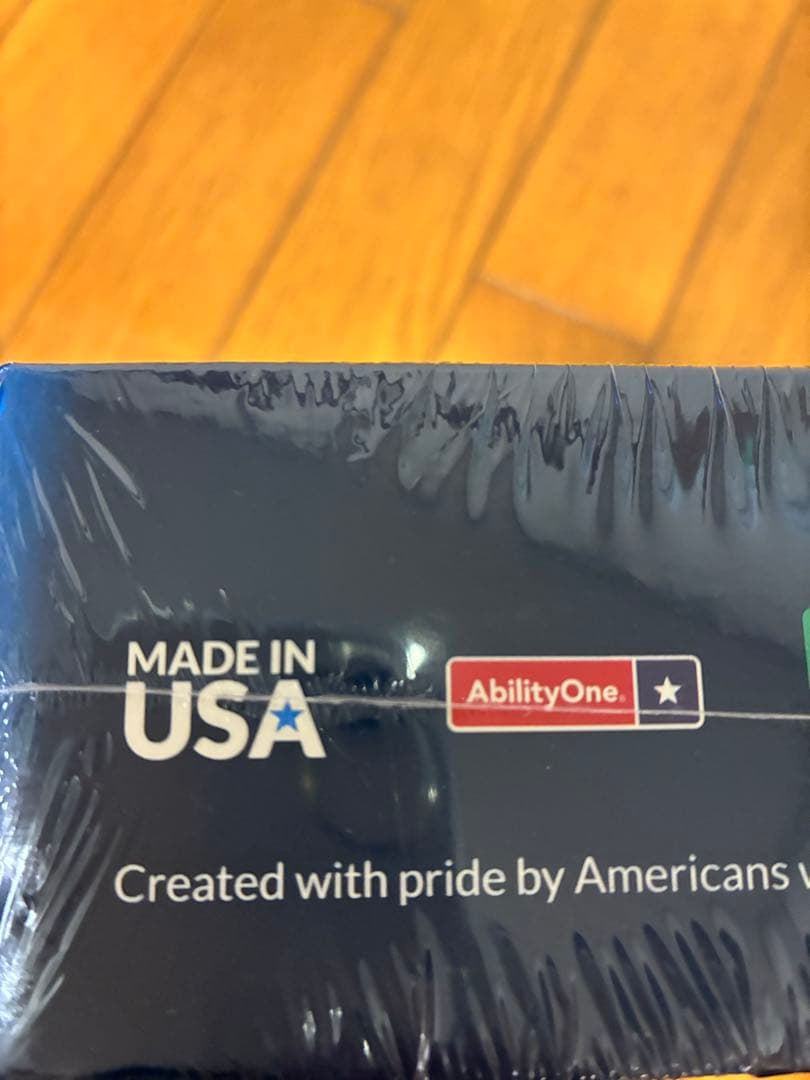 MADE IN
USA
AbilityOne
Created with pride by Americans